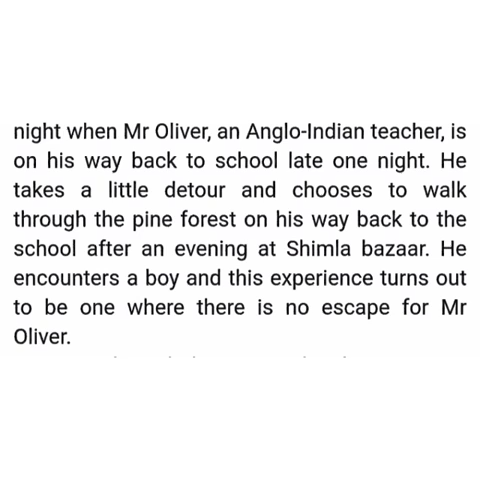 night when Mr Oliver, an Anglo-Indian teacher, is
on his way back to school late one night. He
takes a little detour and chooses to walk
through the pine forest on his way back to the
school after an evening at Shimla bazaar. He
encounters a boy and this experience turns out
to be one where there is no escape for Mr
Oliver.